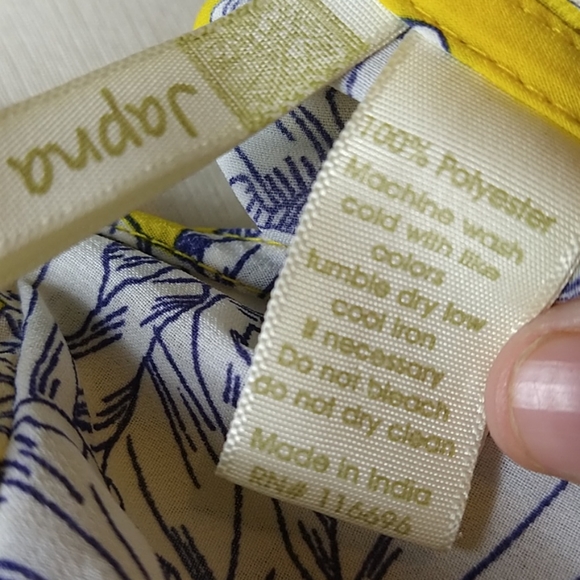 Japna
100% Polyester
Machine wash
cold with like
colors
tumble dry low
cool iron
if necessary
Do not bleach
do not dry clean
Made in India
RN# 116696